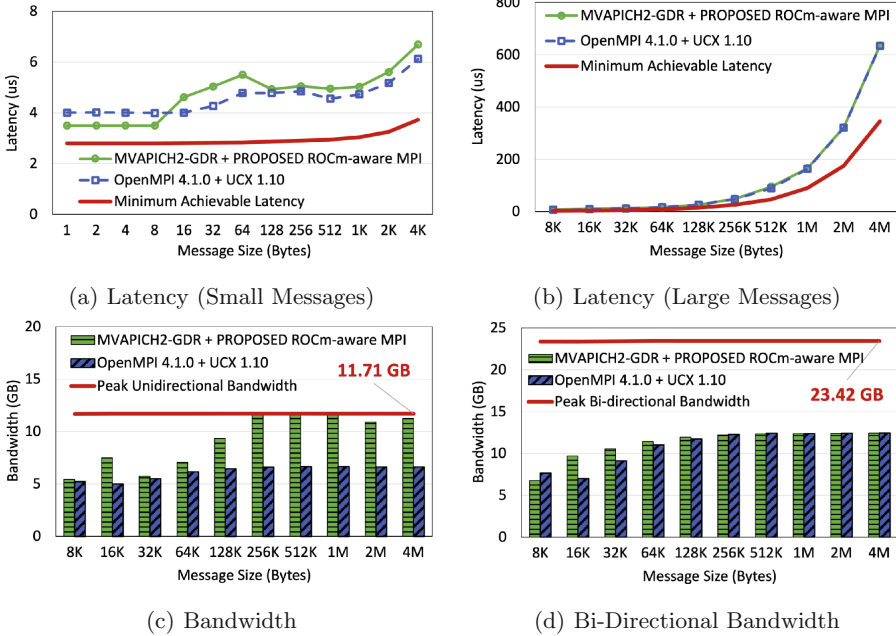 8
6
4
2
0
Latency (us)
MVAPICH2-GDR + PROPOSED ROCm-aware MPI
OpenMPI 4.1.0 + UCX 1.10
Minimum Achievable Latency
1 2 4 8 16 32 64 128 256 512 1K 2K 4K
Message Size (Bytes)
(a) Latency (Small Messages)
800
600
400
200
0
Latency (us)
MVAPICH2-GDR + PROPOSED ROCm-aware MPI
OpenMPI 4.1.0 + UCX 1.10
Minimum Achievable Latency
8K 16K 32K 64K 128K 256K 512K 1M 2M 4M
Message Size (Bytes)
(b) Latency (Large Messages)
20
15
10
5
0
Bandwidth (GB)
MVAPICH2-GDR + PROPOSED ROCm-aware MPI
OpenMPI 4.1.0 + UCX 1.10
Peak Unidirectional Bandwidth
11.71 GB
8K 16K 32K 64K 128K 256K 512K 1M 2M 4M
Message Size (Bytes)
(c) Bandwidth
25
20
15
10
5
0
Bandwidth (GB)
MVAPICH2-GDR + PROPOSED ROCm-aware MPI
OpenMPI 4.1.0 + UCX 1.10
Peak Bi-directional Bandwidth
23.42 GB
8K 16K 32K 64K 128K 256K 512K 1M 2M 4M
Message Size (Bytes)
(d) Bi-Directional Bandwidth